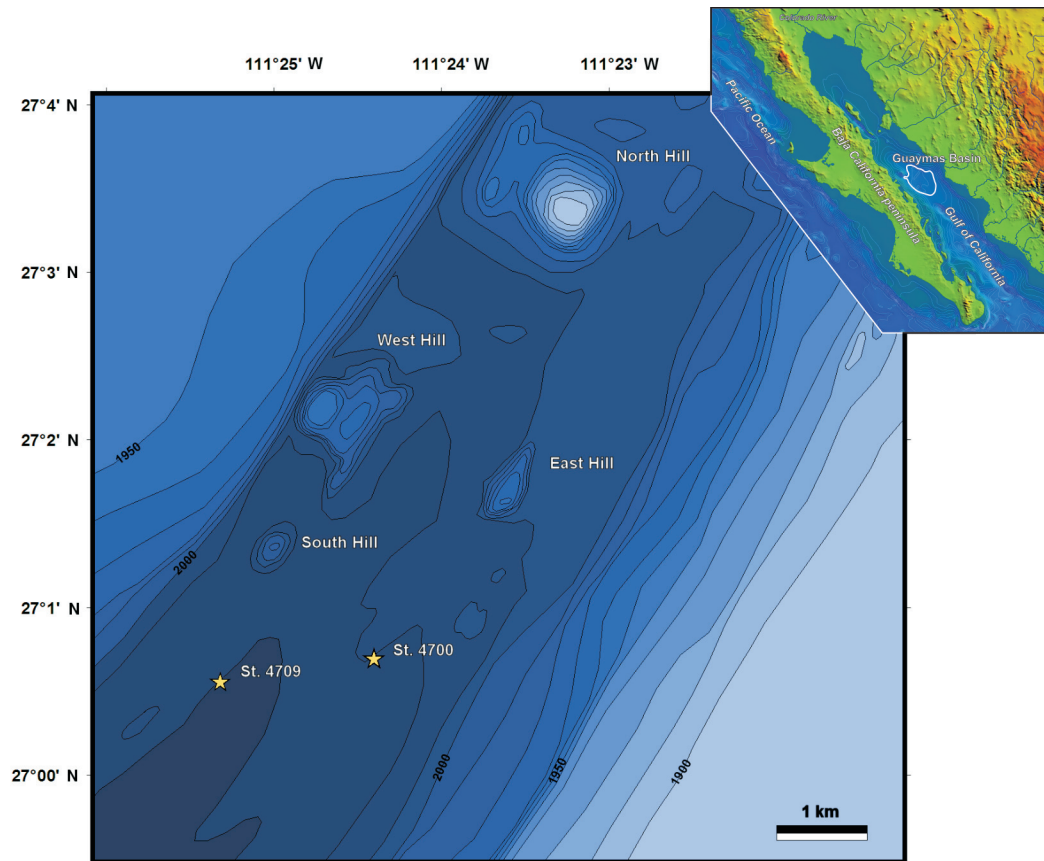 111°25' W
111°24' W
111°23' W
27°4' N
27°3' N
27°2' N
27°1' N
27°00' N
North Hill
West Hill
East Hill
South Hill
St. 4700
St. 4709
1950
2000
2000
1950
1900
1 km
Colorado River
Pacific Ocean
Baja California peninsula
Guaymas Basin
Gulf of California